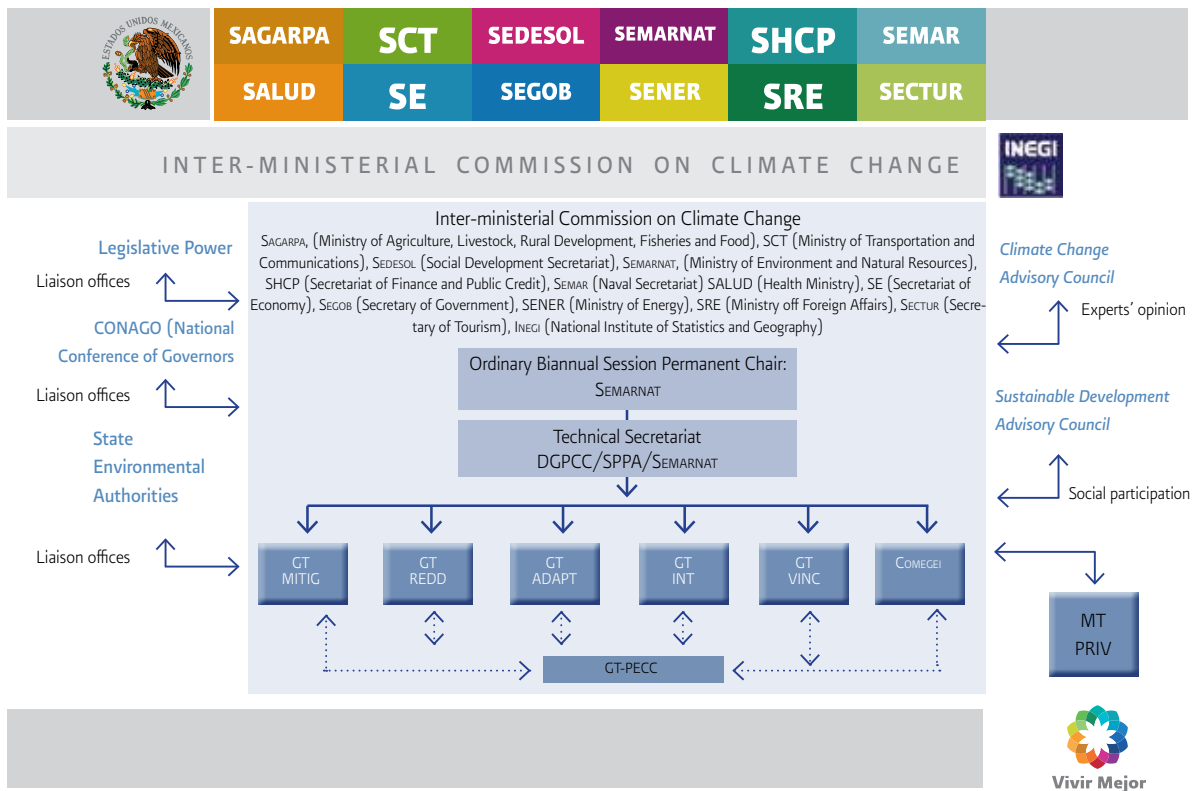 ESTADOS UNIDOS MEXICANOS
SAGARPA SCT SEDESOL SEMARNAT SHCP SEMAR
SALUD SE SEGOB SENER SRE SECTUR
INTER-MINISTERIAL COMMISSION ON CLIMATE CHANGE
INEGI
Inter-ministerial Commission on Climate Change
SAGARPA, (Ministry of Agriculture, Livestock, Rural Development, Fisheries and Food), SCT (Ministry of Transportation and
Communications), SEDESOL (Social Development Secretariat), SEMARNAT, (Ministry of Environment and Natural Resources),
SHCP (Secretariat of Finance and Public Credit), SEMAR (Naval Secretariat) SALUD (Health Ministry), SE (Secretariat of
Economy), SEGOB (Secretary of Government), SENER (Ministry of Energy), SRE (Ministry off Foreign Affairs), SECTUR (Secre-
tary of Tourism), INEGI (National Institute of Statistics and Geography)
Legislative Power
Liaison offices
CONAGO (National
Conference of Governors
Liaison offices
State
Environmental
Authorities
Liaison offices
Ordinary Biannual Session Permanent Chair:
SEMARNAT
Technical Secretariat
DGPCC/SPPA/SEMARNAT
GT
MITIG
GT
REDD
GT
ADAPT
GT
INT
GT
VINC
COMEGEI
GT-PECC
Climate Change
Advisory Council
Experts' opinion
Sustainable Development
Advisory Council
Social participation
MT
PRIV
Vivir Mejor